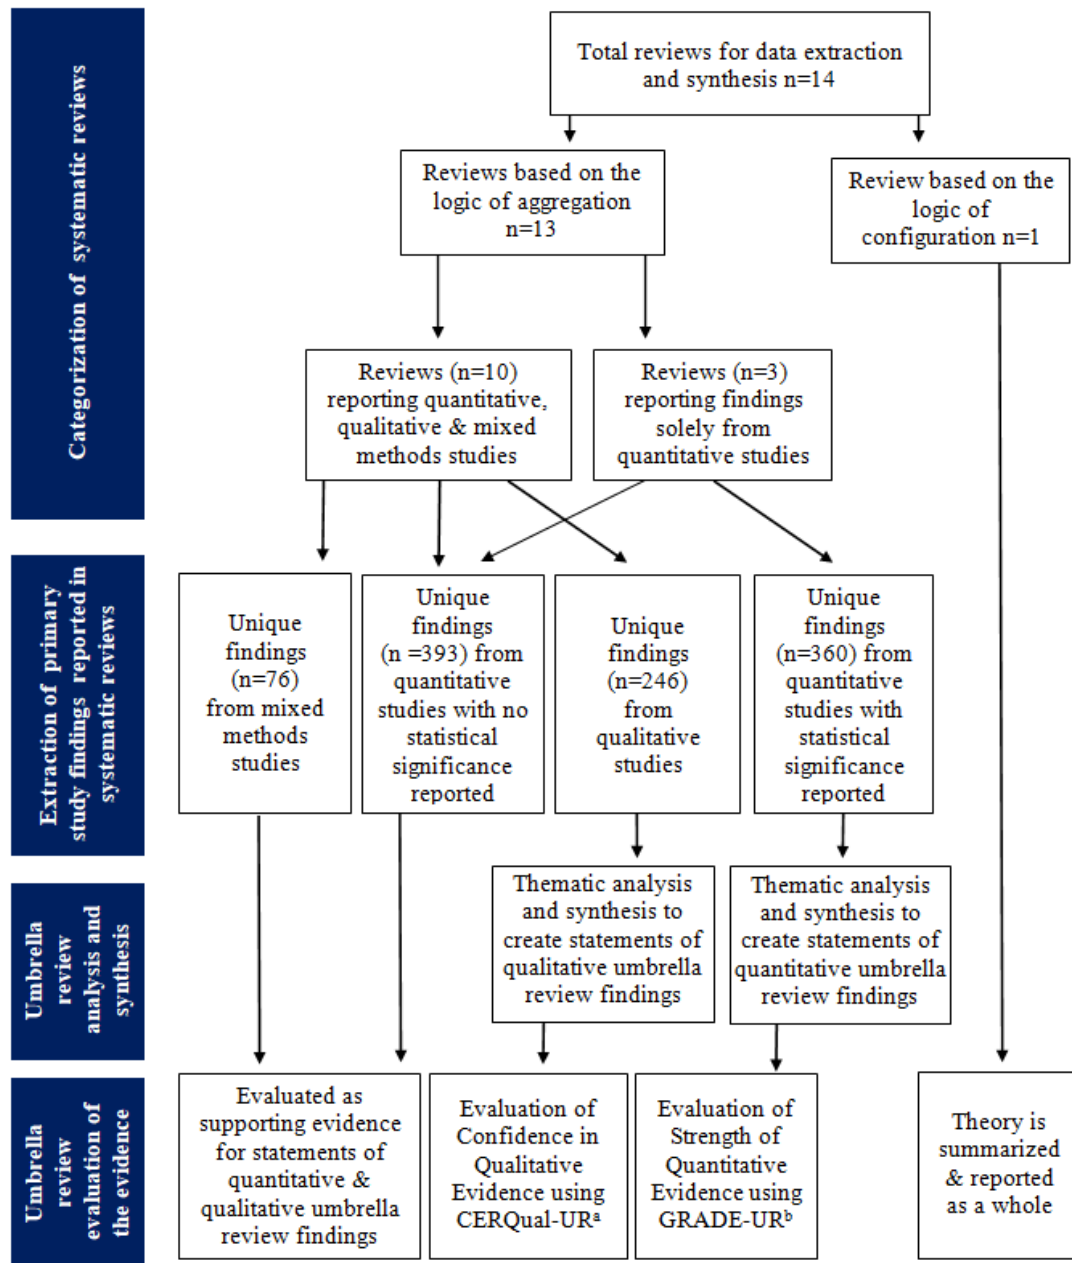 Categorization of systematic reviews
Total reviews for data extraction
and synthesis n=14
Reviews based on the
logic of aggregation
n=13
Review based on the
logic of
configuration n=1
Reviews (n=10)
reporting quantitative,
qualitative & mixed
methods studies
Reviews (n=3)
reporting findings
solely from
quantitative studies
Extraction of primary
study findings reported in
systematic reviews
Unique
findings
(n=76)
from mixed
methods
studies
Unique
findings
(n =393) from
quantitative
studies with no
statistical
significance
reported
Unique
findings
(n=246)
from
qualitative
studies
Unique
findings
(n=360) from
quantitative
studies with
statistical
significance
reported
Umbrella
review
analysis and
synthesis
Thematic analysis
and synthesis to
create statements of
qualitative umbrella
review findings
Thematic analysis
and synthesis to
create statements of
quantitative umbrella
review findings
Umbrella
review
evaluation of
the evidence
Evaluated as
supporting evidence
for statements of
quantitative &
qualitative umbrella
review findings
Evaluation of
Confidence in
Qualitative
Evidence using
CERQual-URᵃ
Evaluation of
Strength of
Quantitative
Evidence using
GRADE-URᵇ
Theory is
summarized
& reported
as a whole